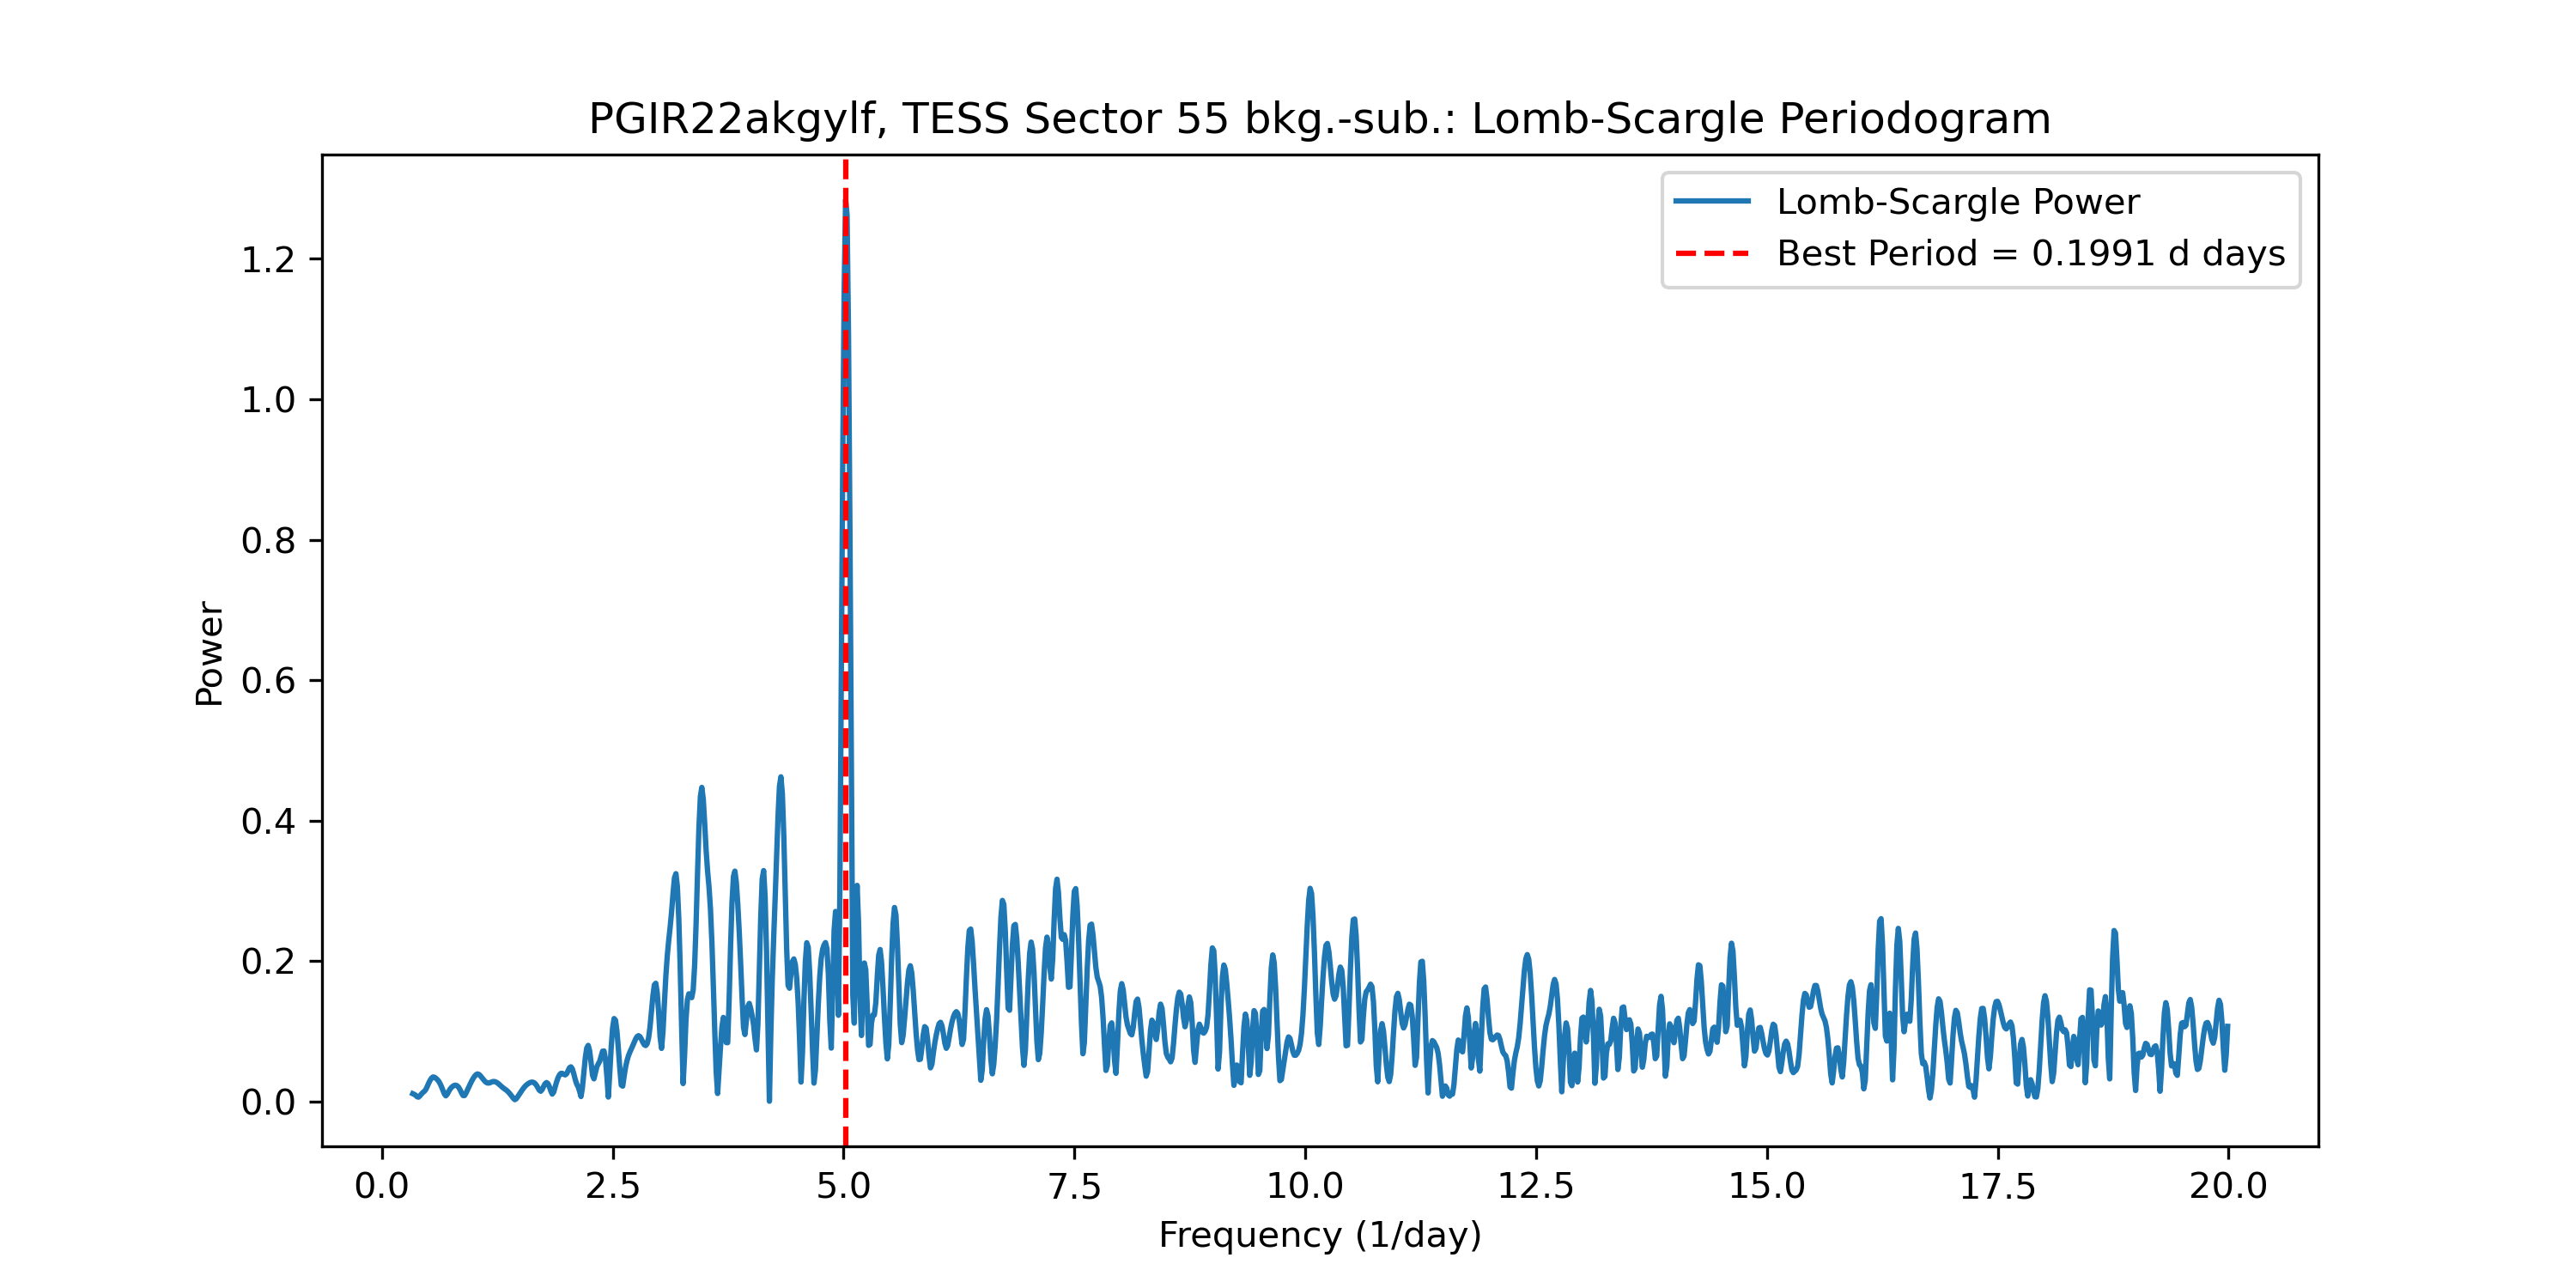 PGIR22akgylf, TESS Sector 55 bkg.-sub.: Lomb-Scargle Periodogram
Lomb-Scargle Power
Best Period = 0.1991 d days
1.2
1.0
0.8
0.6
0.4
0.2
0.0
Power
0.0 2.5 5.0 7.5 10.0 12.5 15.0 17.5 20.0
Frequency (1/day)